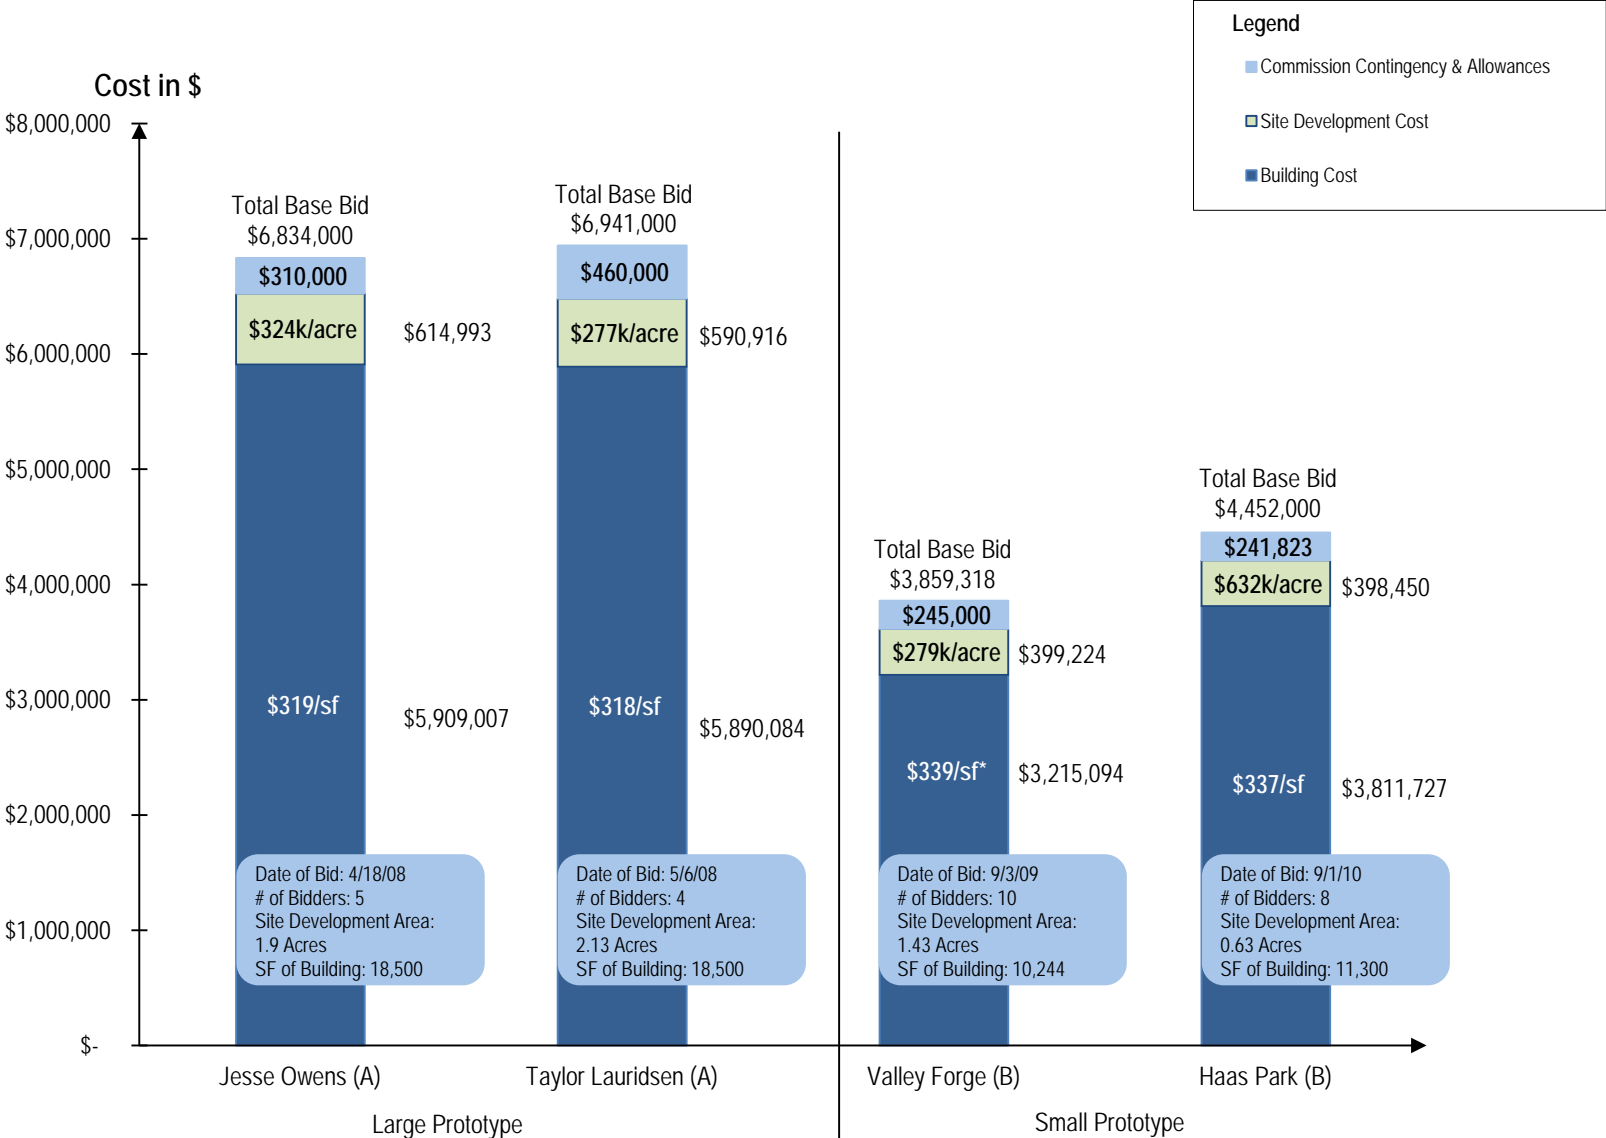 Legend
Commission Contingency & Allowances
Site Development Cost
Building Cost
Cost in $
$8,000,000
$7,000,000
$6,000,000
$5,000,000
$4,000,000
$3,000,000
$2,000,000
$1,000,000
$-
Total Base Bid
$6,834,000
$310,000
$324k/acre
$614,993
$319/sf
$5,909,007
Date of Bid: 4/18/08
# of Bidders: 5
Site Development Area:
1.9 Acres
SF of Building: 18,500
Jesse Owens (A)
Total Base Bid
$6,941,000
$460,000
$277k/acre
$590,916
$318/sf
$5,890,084
Date of Bid: 5/6/08
# of Bidders: 4
Site Development Area:
2.13 Acres
SF of Building: 18,500
Taylor Lauridsen (A)
Large Prototype
Total Base Bid
$3,859,318
$245,000
$279k/acre
$399,224
$339/sf*
$3,215,094
Date of Bid: 9/3/09
# of Bidders: 10
Site Development Area:
1.43 Acres
SF of Building: 10,244
Valley Forge (B)
Total Base Bid
$4,452,000
$241,823
$632k/acre
$398,450
$337/sf
$3,811,727
Date of Bid: 9/1/10
# of Bidders: 8
Site Development Area:
0.63 Acres
SF of Building: 11,300
Haas Park (B)
Small Prototype